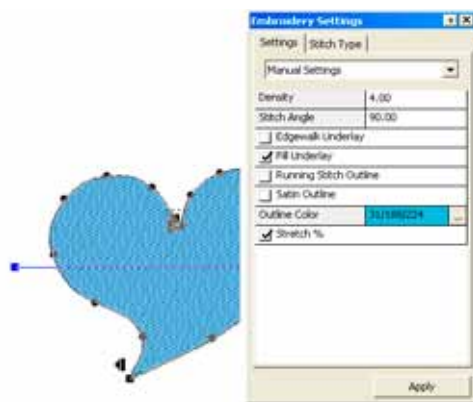 Embroidery Settings
Settings Stitch Type
Manual Settings
Density 4.00
Stitch Angle 90.00
Edgewalk Underlay
Fill Underlay
Running Stitch Outline
Satin Outline
Outline Color
Stretch %
Apply